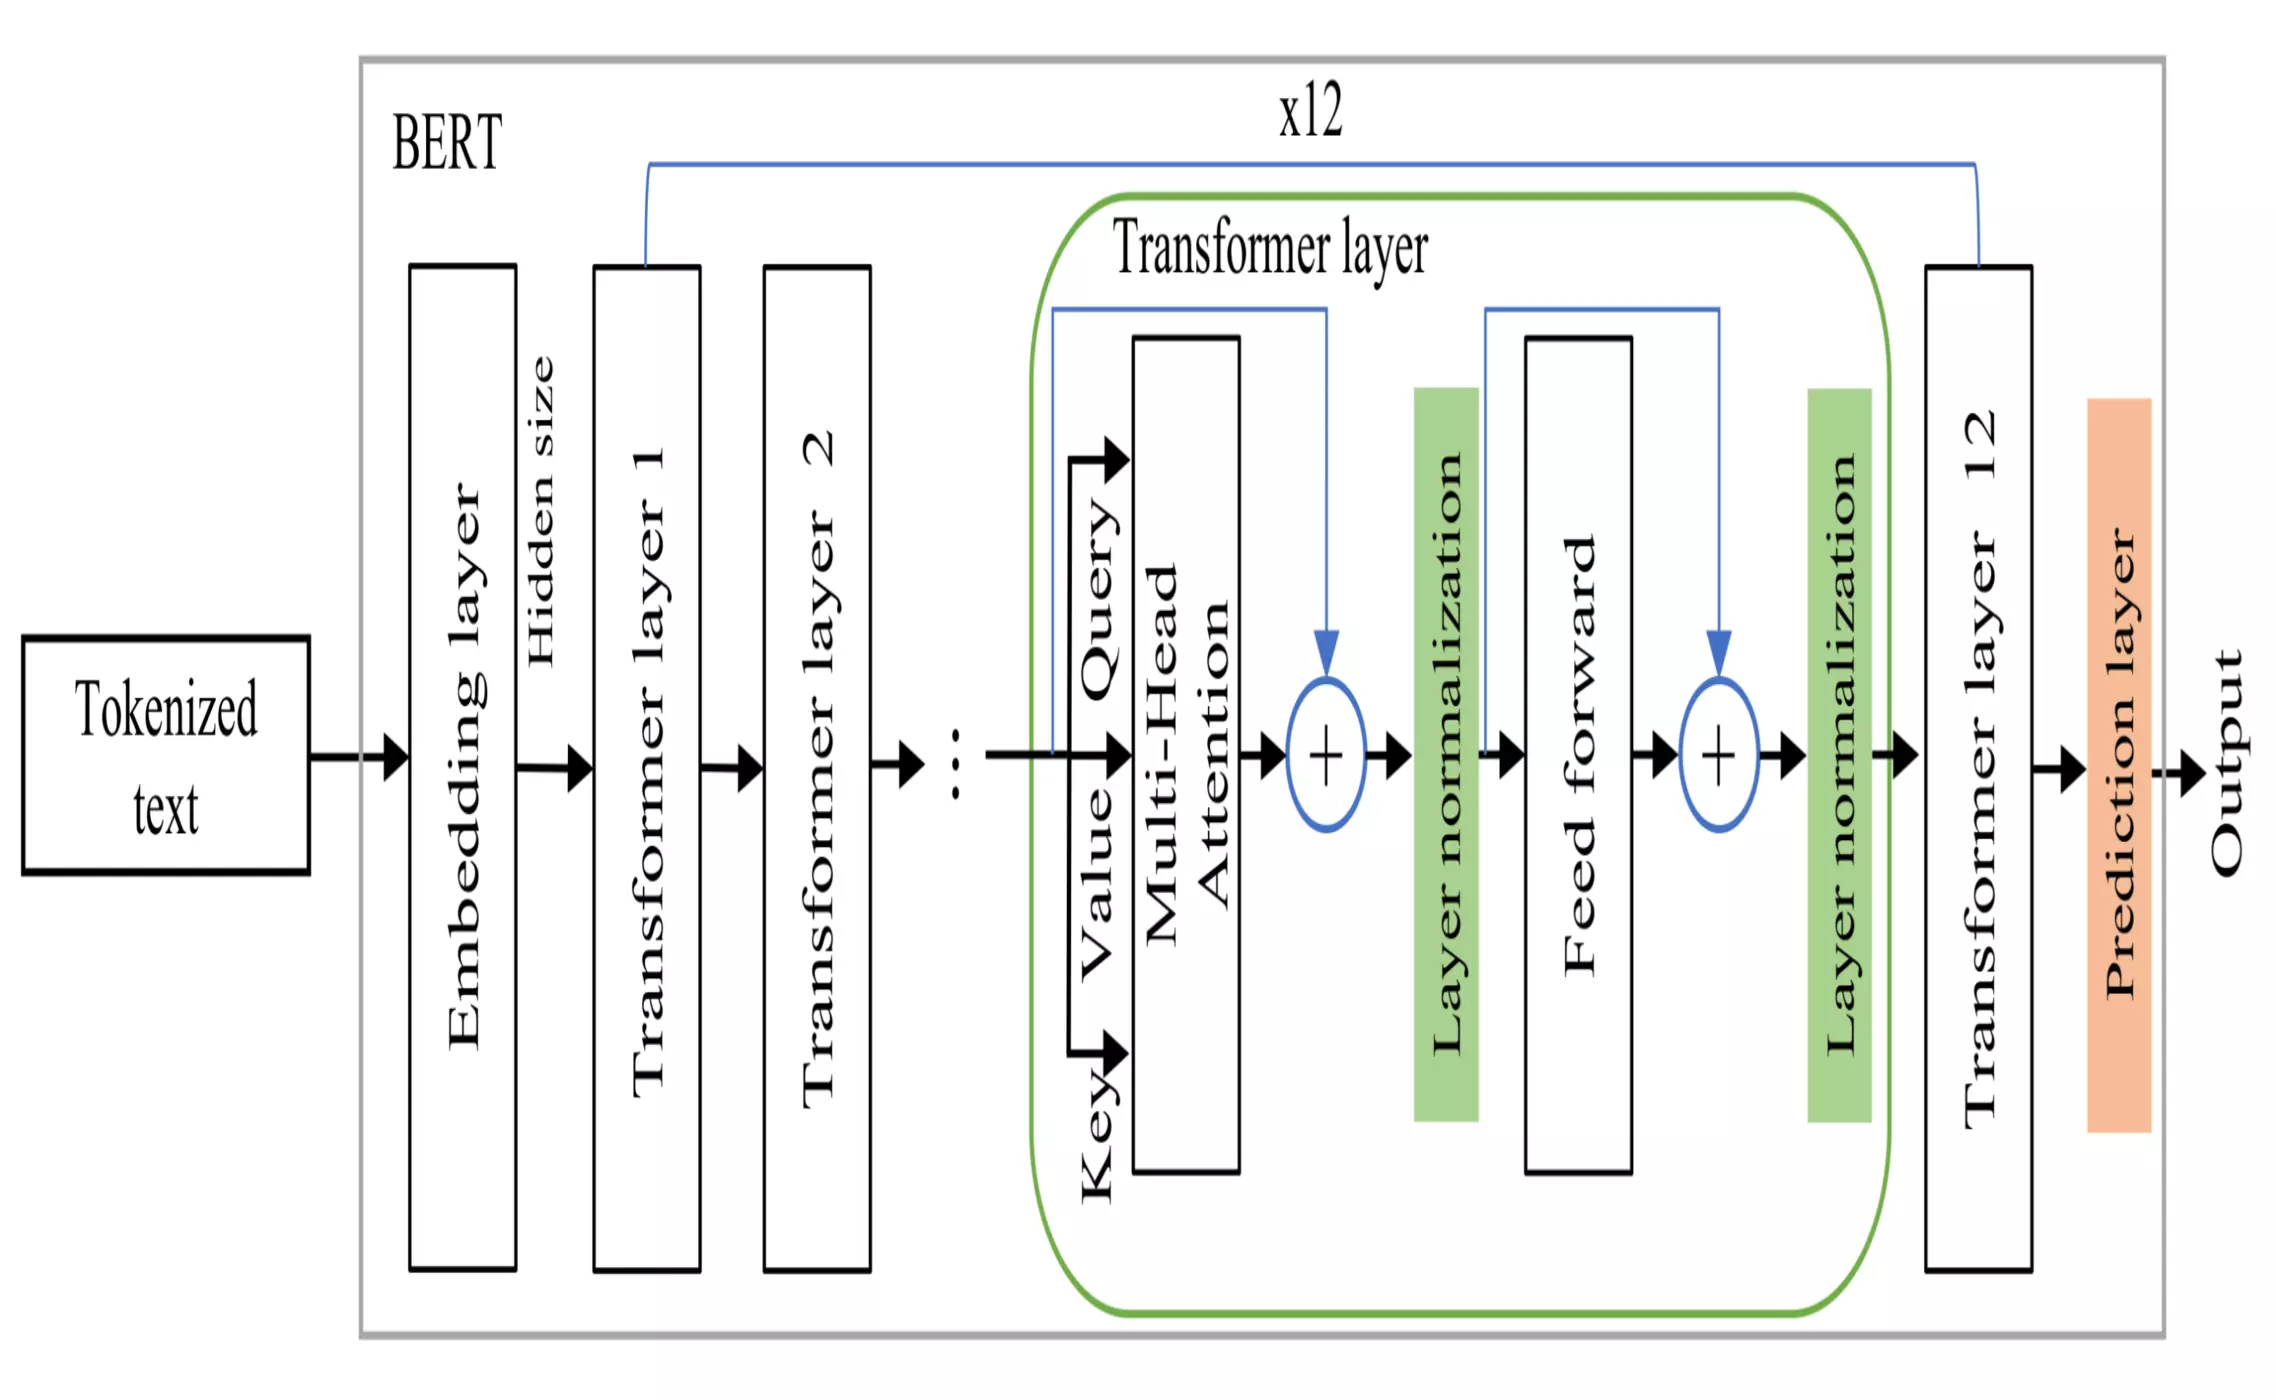 x12
BERT
Transformer layer
Tokenized
text
Embedding layer
Hidden size
Transformer layer 1
Transformer layer 2
...
Query
Value
Key
Multi-Head
Attention
+
Layer normalization
Feed forward
+
Layer normalization
Transformer layer 12
Prediction layer
Output